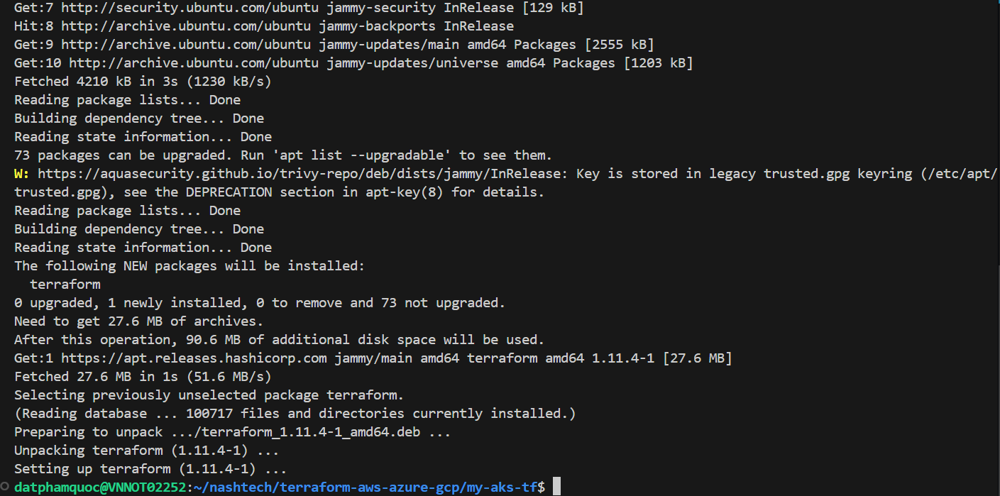 Get:7 http://security.ubuntu.com/ubuntu jammy-security InRelease [129 kB]
Hit:8 http://archive.ubuntu.com/ubuntu jammy-backports InRelease
Get:9 http://archive.ubuntu.com/ubuntu jammy-updates/main amd64 Packages [2555 kB]
Get:10 http://archive.ubuntu.com/ubuntu jammy-updates/universe amd64 Packages [1203 kB]
Fetched 4210 kB in 3s (1230 kB/s)
Reading package lists... Done
Building dependency tree... Done
Reading state information... Done
73 packages can be upgraded. Run 'apt list --upgradable' to see them.
W: https://aquasecurity.github.io/trivy-repo/deb/dists/jammy/InRelease: Key is stored in legacy trusted.gpg keyring (/etc/apt/
trusted.gpg), see the DEPRECATION section in apt-key(8) for details.
Reading package lists... Done
Building dependency tree... Done
Reading state information... Done
The following NEW packages will be installed:
  terraform
0 upgraded, 1 newly installed, 0 to remove and 73 not upgraded.
Need to get 27.6 MB of archives.
After this operation, 90.6 MB of additional disk space will be used.
Get:1 https://apt.releases.hashicorp.com jammy/main amd64 terraform amd64 1.11.4-1 [27.6 MB]
Fetched 27.6 MB in 1s (51.6 MB/s)
Selecting previously unselected package terraform.
(Reading database ... 100717 files and directories currently installed.)
Preparing to unpack .../terraform_1.11.4-1_amd64.deb ...
Unpacking terraform (1.11.4-1) ...
Setting up terraform (1.11.4-1) ...
datphamquoc@VNNOT02252:~/nashtech/terraform-aws-azure-gcp/my-aks-tf$